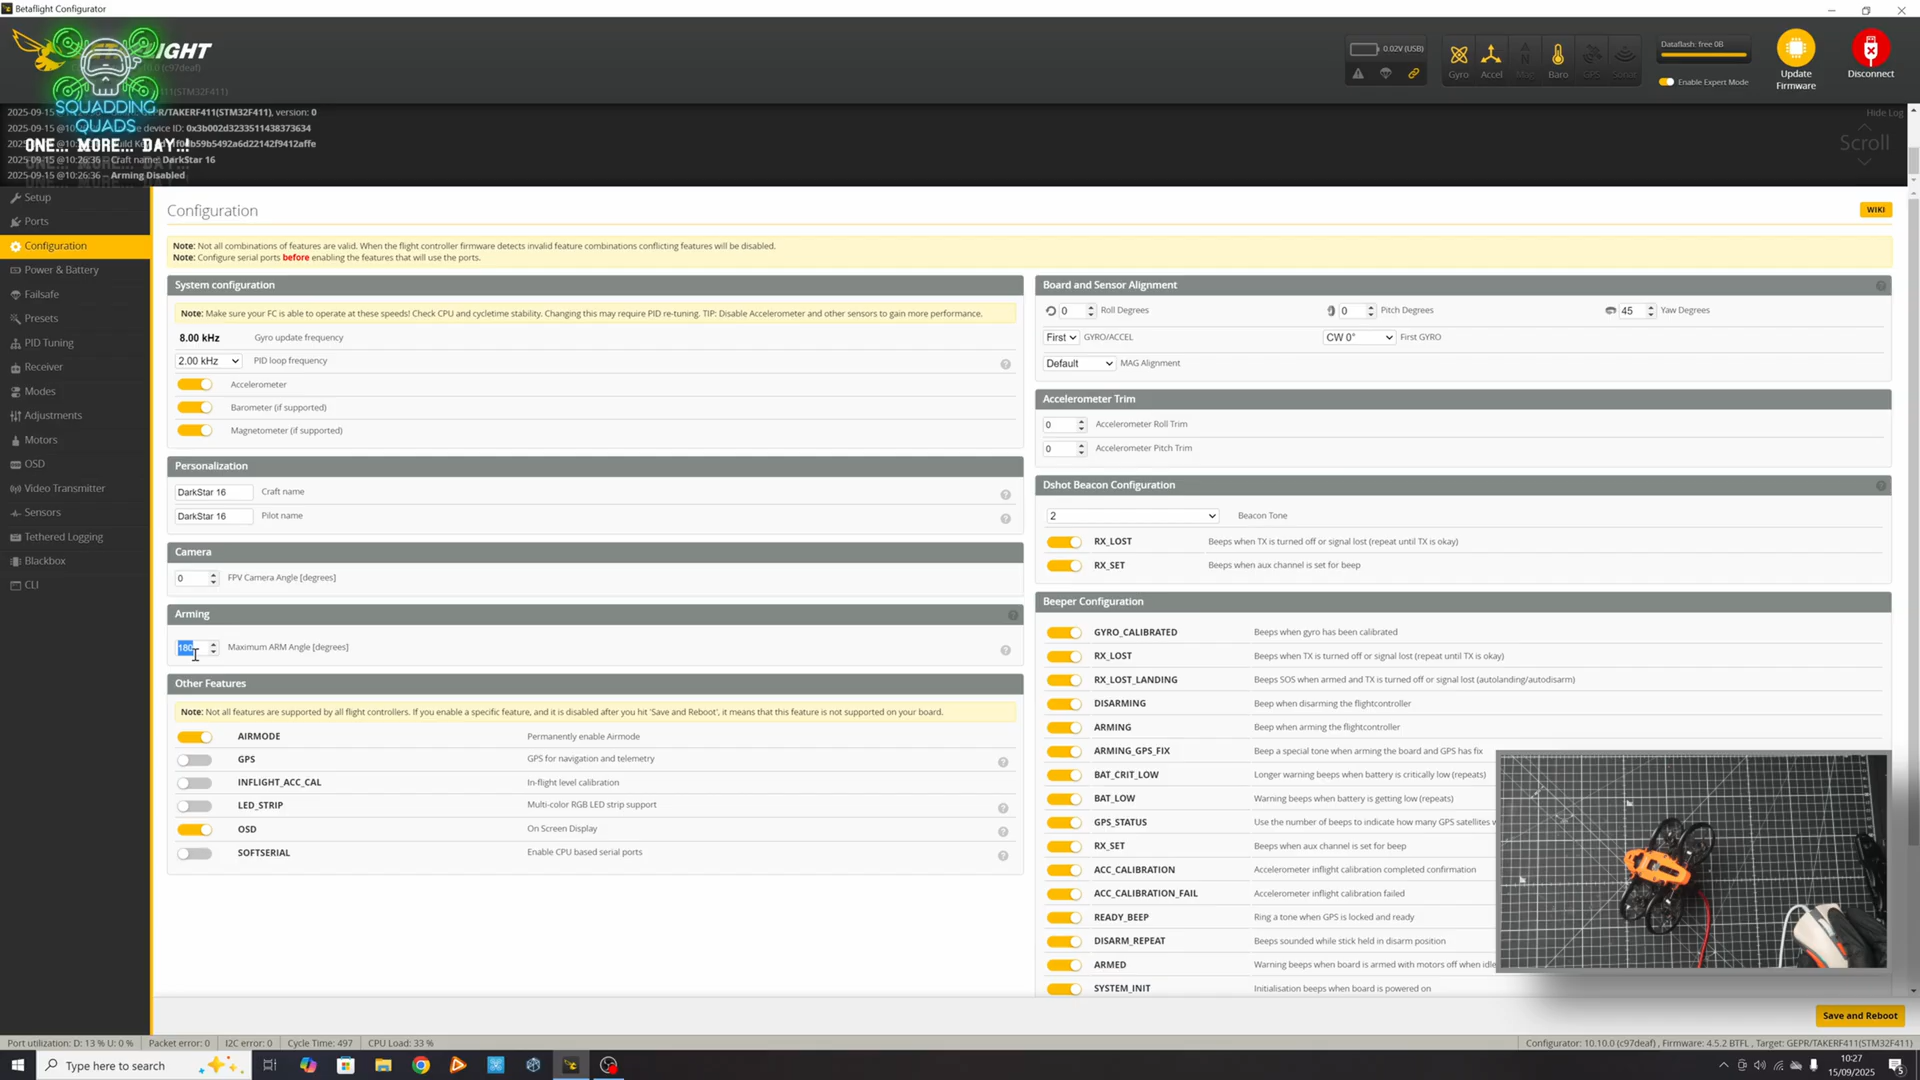 Betaflight Configurator
FLIGHT
0.0 (c97deaf)
411(STM32F411)
SQUADDING
QUADS
ONE... MORE... DAY...!
0.02V (USB)
Gyro Accel Mag Baro GPS Sonar
Dataflash: free 0B
Enable Expert Mode
Update
Firmware
Disconnect
Hide Log
Scroll
PR/TAKERF411(STM32F411), version: 0
2025-09-15 @10: device ID: 0x3b002d3233511438373634
2025-09-15 @10:26:36 -- Craft name: DarkStar 16
2025-09-15 @10:26:36 -- Arming Disabled
Setup
Ports
Configuration
Power & Battery
Failsafe
Presets
PID Tuning
Receiver
Modes
Adjustments
Motors
OSD
Video Transmitter
Sensors
Tethered Logging
Blackbox
CLI
Configuration
WIKI
Note: Not all combinations of features are valid. When the flight controller firmware detects invalid feature combinations conflicting features will be disabled.
Note: Configure serial ports before enabling the features that will use the ports.
System configuration
Note: Make sure your FC is able to operate at these speeds! Check CPU and cycletime stability. Changing this may require PID re-tuning. TIP: Disable Accelerometer and other sensors to gain more performance.
8.00 kHz Gyro update frequency
2.00 kHz PID loop frequency
Accelerometer
Barometer (if supported)
Magnetometer (if supported)
Personalization
DarkStar 16 Craft name
DarkStar 16 Pilot name
Camera
0 FPV Camera Angle [degrees]
Arming
180 Maximum ARM Angle [degrees]
Other Features
Note: Not all features are supported by all flight controllers. If you enable a specific feature, and it is disabled after you hit 'Save and Reboot', it means that this feature is not supported on your board.
AIRMODE Permanently enable Airmode
GPS GPS for navigation and telemetry
INFLIGHT_ACC_CAL In-flight level calibration
LED_STRIP Multi-color RGB LED strip support
OSD On Screen Display
SOFTSERIAL Enable CPU based serial ports
Board and Sensor Alignment
0 Roll Degrees 0 Pitch Degrees 45 Yaw Degrees
First GYRO/ACCEL CW 0° First GYRO
Default MAG Alignment
Accelerometer Trim
0 Accelerometer Roll Trim
0 Accelerometer Pitch Trim
Dshot Beacon Configuration
2 Beacon Tone
RX_LOST Beeps when TX is turned off or signal lost (repeat until TX is okay)
RX_SET Beeps when aux channel is set for beep
Beeper Configuration
GYRO_CALIBRATED Beeps when gyro has been calibrated
RX_LOST Beeps when TX is turned off or signal lost (repeat until TX is okay)
RX_LOST_LANDING Beeps SOS when armed and TX is turned off or signal lost (autolanding/autodisarm)
DISARMING Beep when disarming the flightcontroller
ARMING Beep when arming the flightcontroller
ARMING_GPS_FIX Beep a special tone when arming the board and GPS has fix
BAT_CRIT_LOW Longer warning beeps when battery is critically low (repeats)
BAT_LOW Warning beeps when battery is getting low (repeats)
GPS_STATUS Use the number of beeps to indicate how many GPS satellites
RX_SET Beeps when aux channel is set for beep
ACC_CALIBRATION Accelerometer inflight calibration completed confirmation
ACC_CALIBRATION_FAIL Accelerometer inflight calibration failed
READY_BEEP Ring a tone when GPS is locked and ready
DISARM_REPEAT Beeps sounded while stick held in disarm position
ARMED Warning beeps when board is armed with motors off when idle
SYSTEM_INIT Initialisation beeps when board is powered on
Save and Reboot
Port utilization: D: 13 % U: 0 % Packet error: 0 I2C error: 0 Cycle Time: 497 CPU Load: 33 %
Configurator: 10.10.0 (c97deaf) , Firmware: 4.5.2 BTFL , Target: GEPR/TAKERF411(STM32F411)
Type here to search
10:27
15/09/2025
5